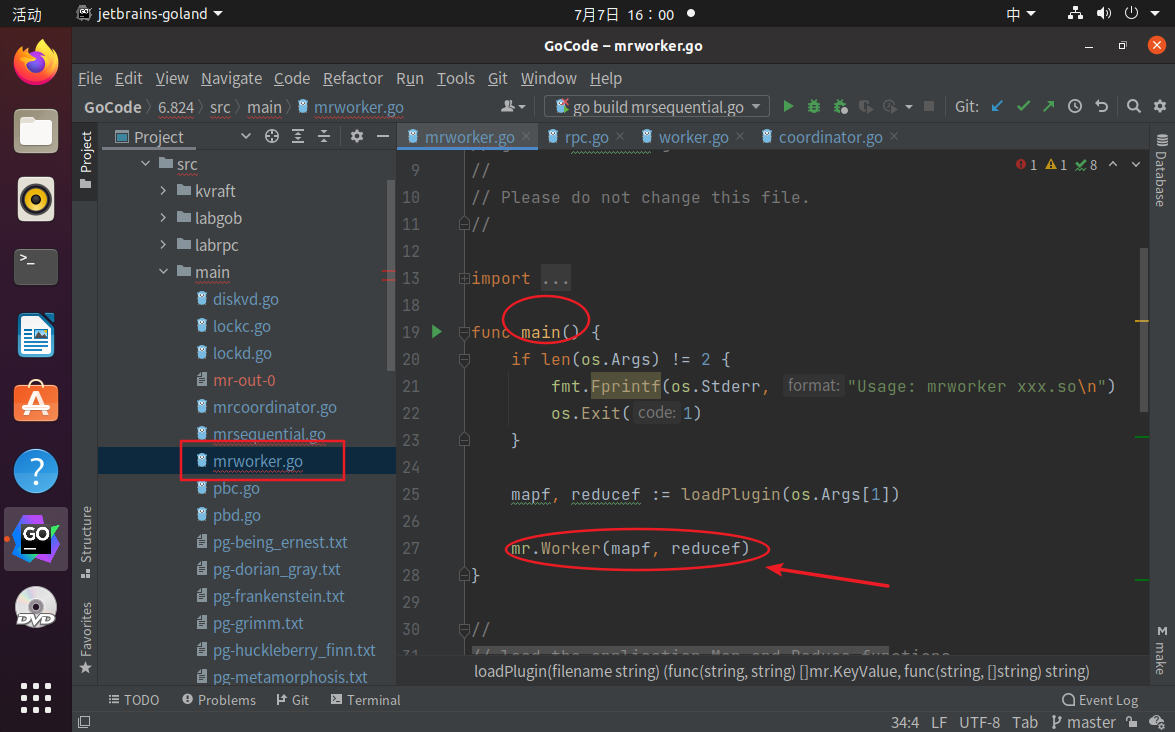 活动 jetbrains-goland 7月7日 16：00 中
GoCode – mrworker.go
File Edit View Navigate Code Refactor Run Tools Git Window Help
GoCode 6.824 src main mrworker.go go build mrsequential.go Git:
Project mrworker.go rpc.go worker.go coordinator.go
Project
Structure
Favorites
src
kvraft
labgob
labrpc
main
diskvd.go
lockc.go
lockd.go
mr-out-0
mrcoordinator.go
mrsequential.go
mrworker.go
pbc.go
pbd.go
pg-being_ernest.txt
pg-dorian_gray.txt
pg-frankenstein.txt
pg-grimm.txt
pg-huckleberry_finn.txt
pg-metamorphosis.txt
1 1 8
9 //
10 // Please do not change this file.
11 //
12
13 import ...
18
19 func main() {
20 if len(os.Args) != 2 {
21 fmt.Fprintf(os.Stderr, format: "Usage: mrworker xxx.so\n")
22 os.Exit( code: 1)
23 }
24
25 mapf, reducef := loadPlugin(os.Args[1])
26
27 mr.Worker(mapf, reducef)
28 }
29
30 //
31 // load the application Map and Reduce functions
loadPlugin(filename string) (func(string, string) []mr.KeyValue, func(string, []string) string)
Database
M make
TODO Problems Git Terminal Event Log
34:4 LF UTF-8 Tab master
GO
DVD